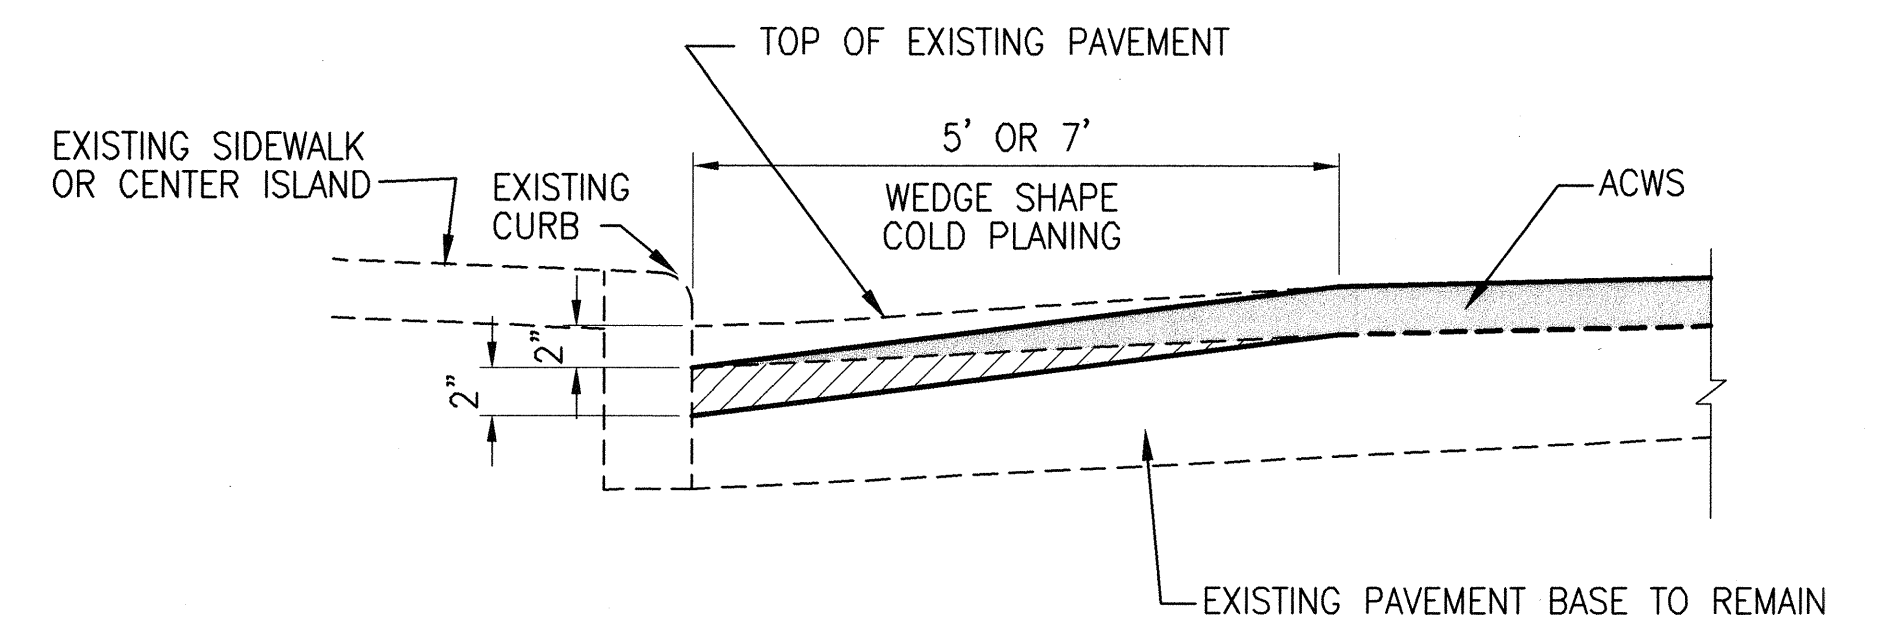 TOP OF EXISTING PAVEMENT
5' OR 7'
EXISTING SIDEWALK
OR CENTER ISLAND
EXISTING
CURB
WEDGE SHAPE
COLD PLANING
ACWS
2"
2"
EXISTING PAVEMENT BASE TO REMAIN